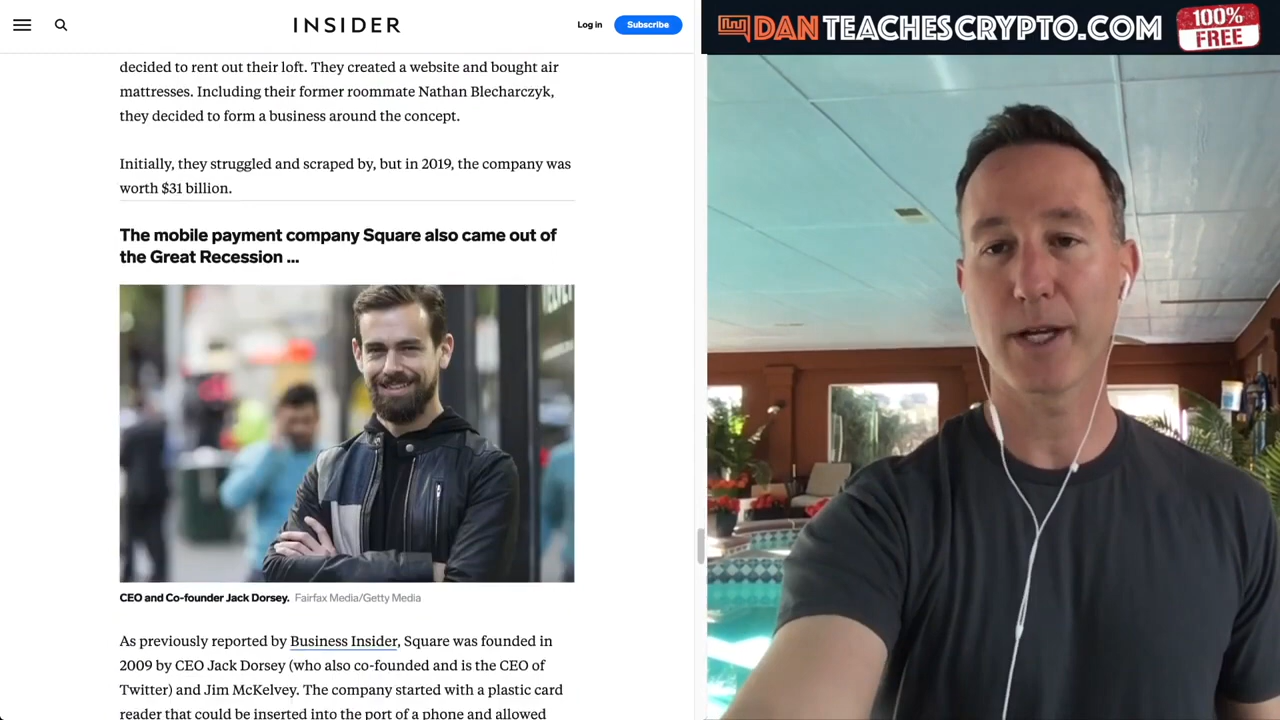 INSIDER
Log in
Subscribe
decided to rent out their loft. They created a website and bought air
mattresses. Including their former roommate Nathan Blecharczyk,
they decided to form a business around the concept.
Initially, they struggled and scraped by, but in 2019, the company was
worth $31 billion.
The mobile payment company Square also came out of
the Great Recession ...
CEO and Co-founder Jack Dorsey. Fairfax Media/Getty Media
As previously reported by Business Insider, Square was founded in
2009 by CEO Jack Dorsey (who also co-founded and is the CEO of
Twitter) and Jim McKelvey. The company started with a plastic card
reader that could be inserted into the port of a phone and allowed
DANTEACHESCRYPTO.COM
100%
FREE